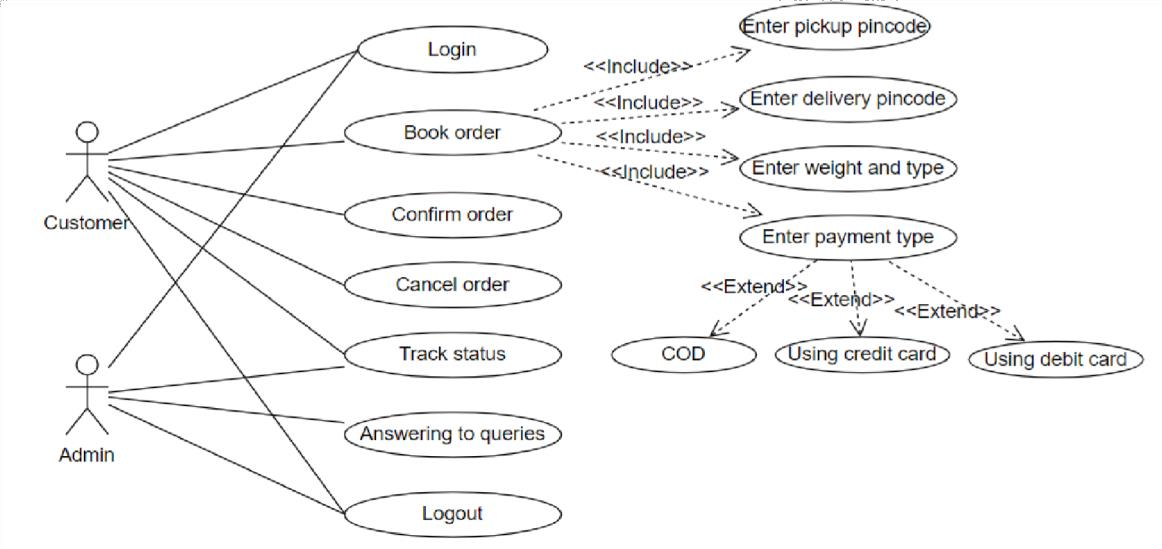 Enter pickup pincode
Login
<<Include>>
Enter delivery pincode
<<Include>>
Book order
<<Include>>
Enter weight and type
<<Include>>
Customer
Confirm order
Enter payment type
Cancel order
<<Extend>>
<<Extend>>
<<Extend>>
Track status
COD
Using credit card
Using debit card
Answering to queries
Admin
Logout